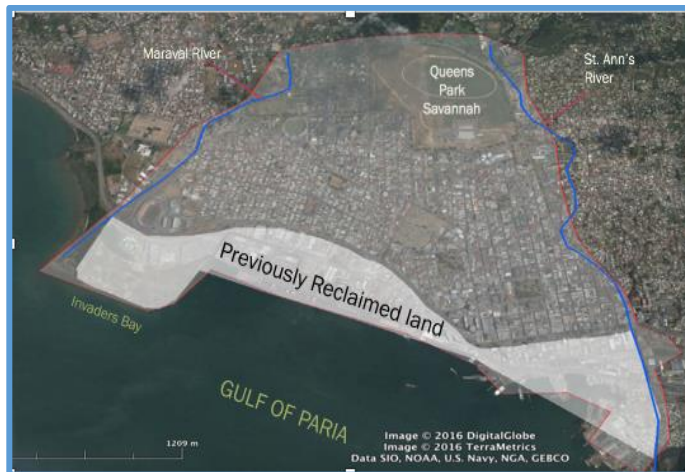 Maraval River
Queens
Park
Savannah
St. Ann's
River
Previously Reclaimed land
Invaders Bay
GULF OF PARIA
1209 m
Image © 2016 DigitalGlobe
Image © 2016 TerraMetrics
Data SIO, NOAA, U.S. Navy, NGA, GEBCO